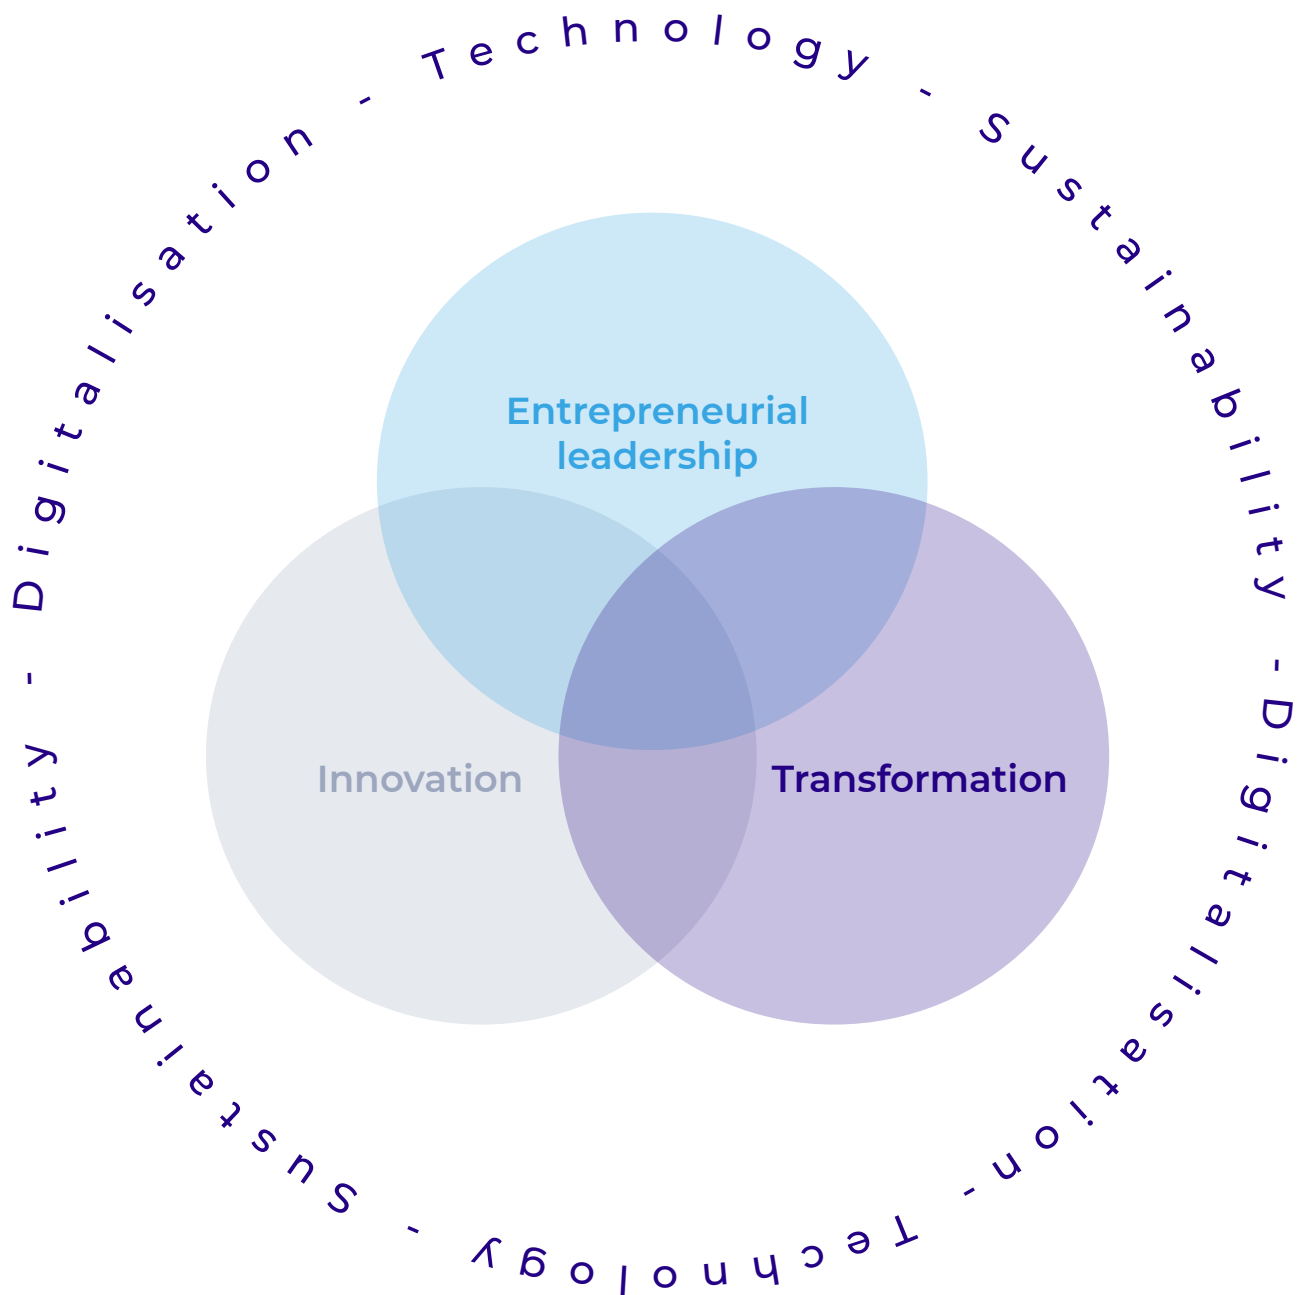 Technology - Sustainability - Digitalisation - Technology - Sustainability - Digitalisation -
Entrepreneurial
leadership
Innovation
Transformation